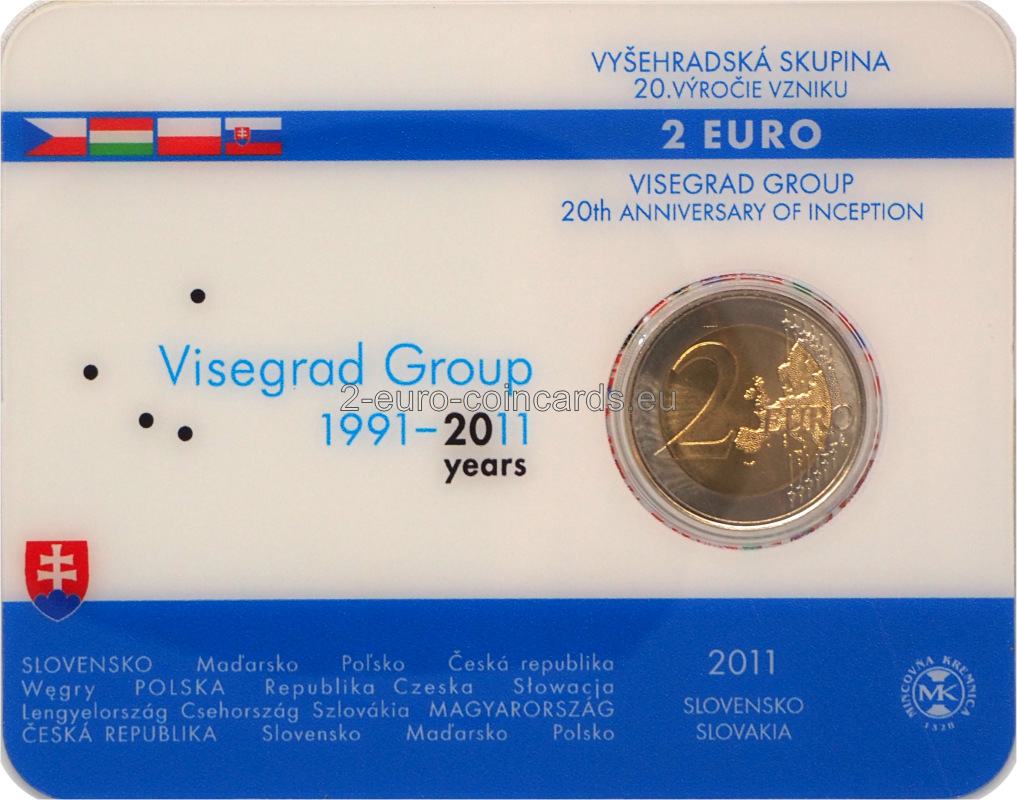 VYŠEHRADSKÁ SKUPINA
20.VÝROČIE VZNIKU
2 EURO
VISEGRAD GROUP
20th ANNIVERSARY OF INCEPTION
Visegrad Group
2-euro-coincards.eu
1991–2011
years
2 EURO
SLOVENSKO Maďarsko Poľsko Česká republika
Węgry POLSKA Republika Czeska Słowacja
Lengyelország Csehország Szlovákia MAGYARORSZÁG
ČESKÁ REPUBLIKA Slovensko Maďarsko Polsko
2011
SLOVENSKO
SLOVAKIA
MINCOVŇA KREMNICA
MK
1328